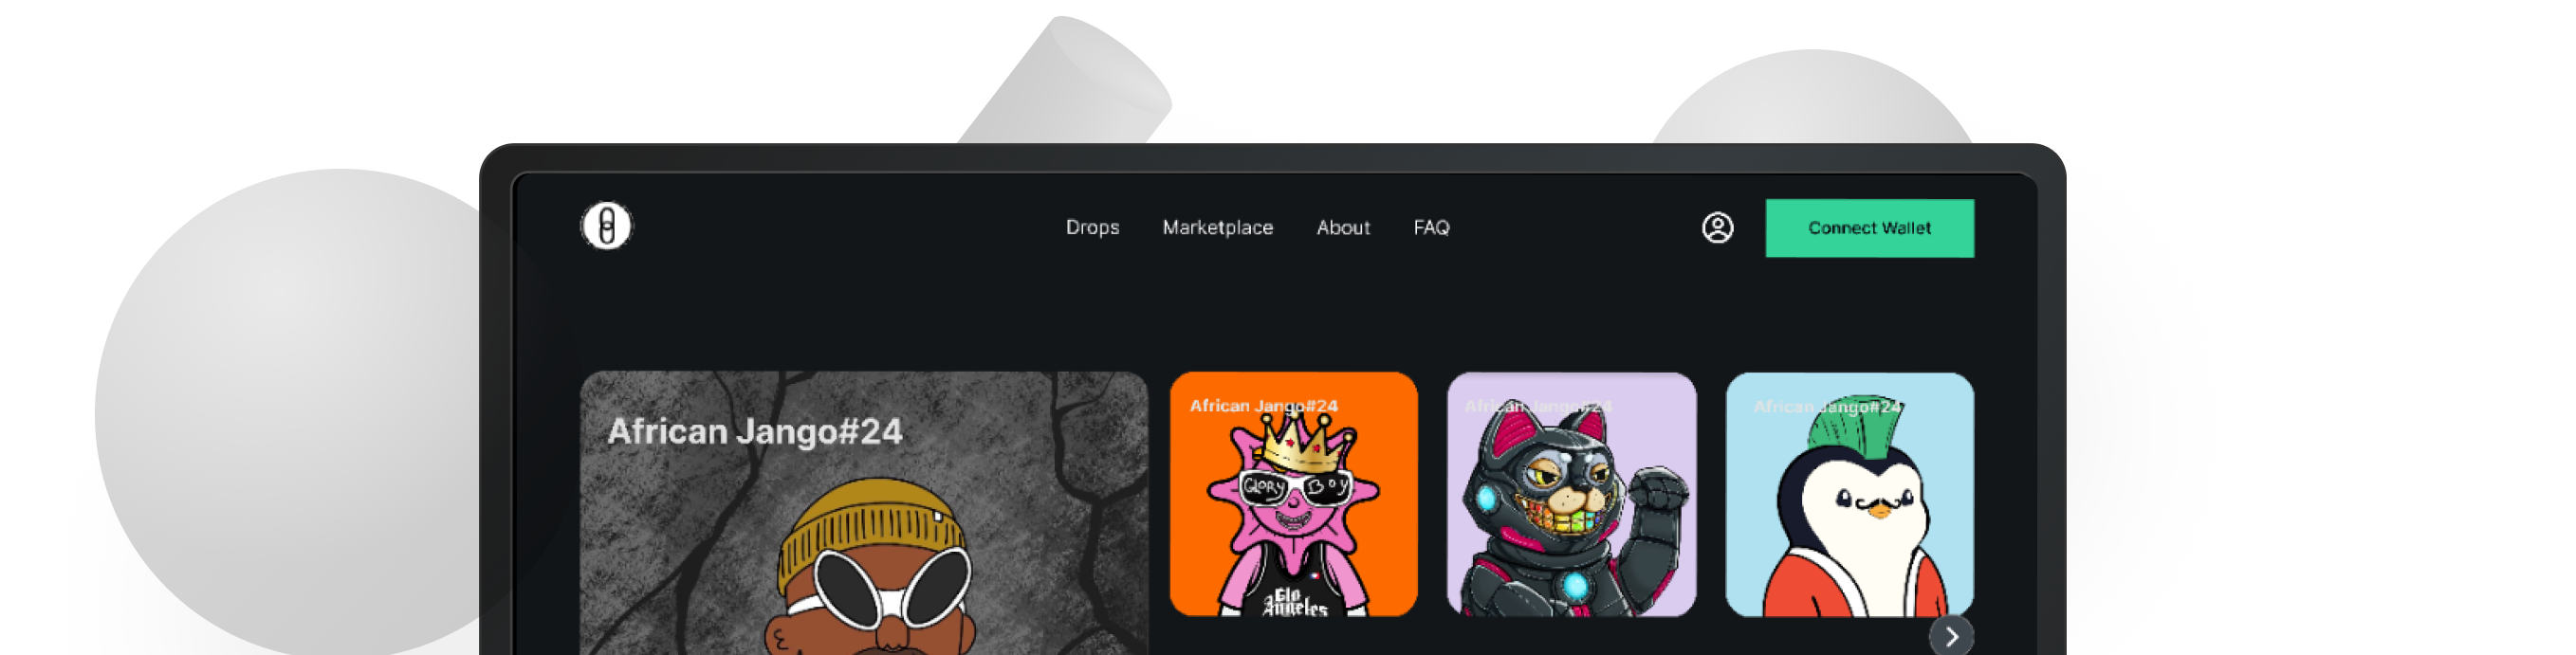 Drops Marketplace About FAQ Connect Wallet
African Jango#24
African Jango#24
African Jango#24
African Jango#24
GLORY BOY
Glo
Angeles